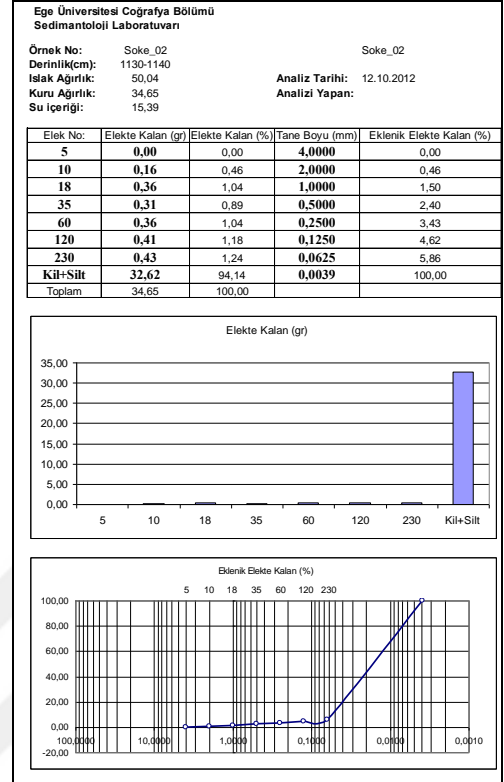 Ege Üniversitesi Coğrafya Bölümü
Sedimantoloji Laboratuvarı
Örnek No: Soke_02 Soke_02
Derinlik(cm): 1130-1140
Islak Ağırlık: 50,04 Analiz Tarihi: 12.10.2012
Kuru Ağırlık: 34,65 Analizi Yapan:
Su içeriği: 15,39
Elek No: Elekte Kalan (gr) Elekte Kalan (%) Tane Boyu (mm) Eklenik Elekte Kalan (%)
5 0,00 0,00 4,0000 0,00
10 0,16 0,46 2,0000 0,46
18 0,36 1,04 1,0000 1,50
35 0,31 0,89 0,5000 2,40
60 0,36 1,04 0,2500 3,43
120 0,41 1,18 0,1250 4,62
230 0,43 1,24 0,0625 5,86
Kil+Silt 32,62 94,14 0,0039 100,00
Toplam 34,65 100,00
Elekte Kalan (gr)
35,00
30,00
25,00
20,00
15,00
10,00
5,00
0,00
5 10 18 35 60 120 230 Kil+Silt
Eklenik Elekte Kalan (%)
5 10 18 35 60 120 230
100,00
80,00
60,00
40,00
20,00
0,00
100,0000 10,0000 1,0000 0,1000 0,0100 0,0010
-20,00